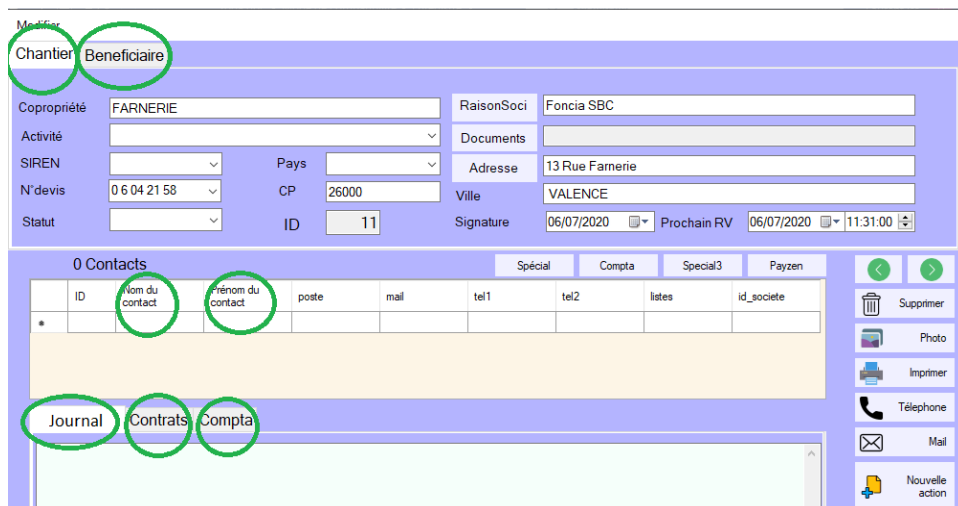 Modifier
Chantier Beneficiaire
Copropriété FARNERIE RaisonSoci Foncia SBC
Activité Documents
SIREN Pays Adresse 13 Rue Farnerie
N°devis 0 6 04 21 58 CP 26000 Ville VALENCE
Statut ID 11 Signature 06/07/2020 Prochain RV 06/07/2020 11:31:00
0 Contacts Spécial Compta Special3 Payzen
ID Nom du contact Prénom du contact poste mail tel1 tel2 listes id_societe
Supprimer
Photo
Imprimer
Journal Contrats Compta
Télephone
Mail
Nouvelle
action